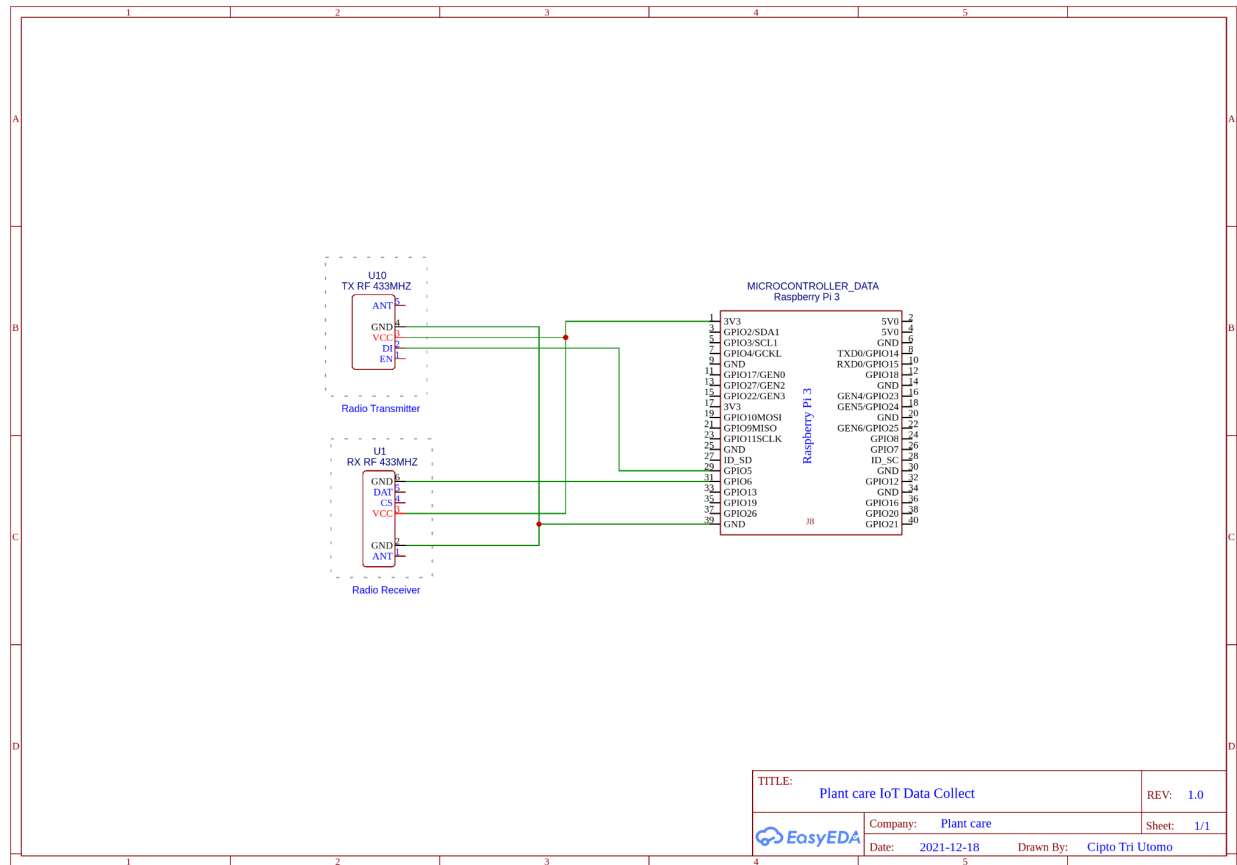 1 2 3 4 5
A A
B B
C C
D D
U10
TX RF 433MHZ
ANT 5
GND 4
VCC 3
DI 2
EN 1
Radio Transmitter
U1
RX RF 433MHZ
GND 6
DAT 5
CS 4
VCC 3
GND 2
ANT 1
Radio Receiver
MICROCONTROLLER_DATA
Raspberry Pi 3
1 3V3 5V0 2
3 GPIO2/SDA1 5V0 4
5 GPIO3/SCL1 GND 6
7 GPIO4/GCKL TXD0/GPIO14 8
9 GND RXD0/GPIO15 10
11 GPIO17/GEN0 GPIO18 12
13 GPIO27/GEN2 GND 14
15 GPIO22/GEN3 GEN4/GPIO23 16
17 3V3 GEN5/GPIO24 18
19 GPIO10MOSI GND 20
21 GPIO9MISO GEN6/GPIO25 22
23 GPIO11SCLK GPIO8 24
25 GND GPIO7 26
27 ID_SD ID_SC 28
29 GPIO5 GND 30
31 GPIO6 GPIO12 32
33 GPIO13 GND 34
35 GPIO19 GPIO16 36
37 GPIO26 GPIO20 38
39 GND GPIO21 40
Raspberry Pi 3
J8
TITLE:
Plant care IoT Data Collect
REV: 1.0
EasyEDA
Company: Plant care
Sheet: 1/1
Date: 2021-12-18 Drawn By: Cipto Tri Utomo
1 2 3 4 5